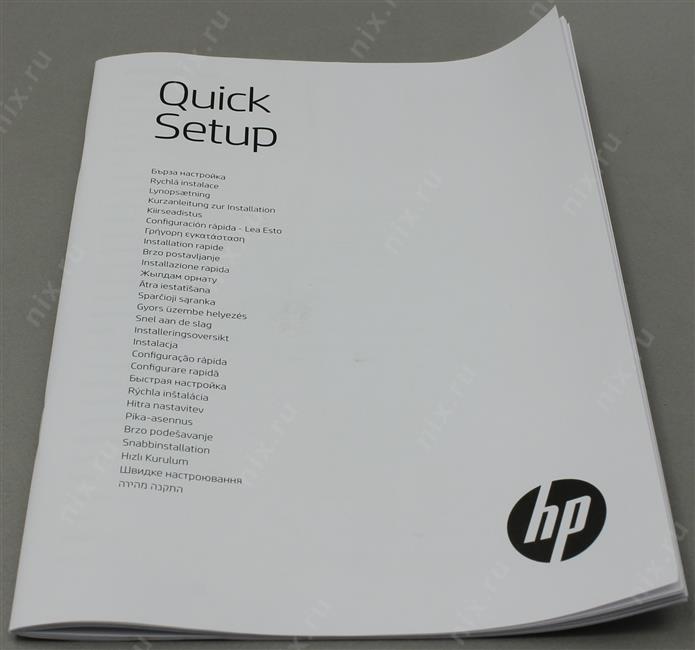 Quick
Setup
Бърза настройка
Rychlá instalace
Lynopsætning
Kurzanleitung zur Installation
Kiirseadistus
Configuración rápida - Lea Esto
Γρήγορη εγκατάσταση
Installation rapide
Brzo postavljanje
Installazione rapida
Жылдам орнату
Ātra iestatīšana
Sparčioji sąranka
Gyors üzembe helyezés
Snel aan de slag
Installeringsoversikt
Instalacja
Configuração rápida
Configurare rapidă
Быстрая настройка
Rýchla inštalácia
Hitra nastavitev
Pika-asennus
Brzo podešavanje
Snabbinstallation
Hızlı Kurulum
Швидке настроювання
התקנה מהירה
hp
nix.ru